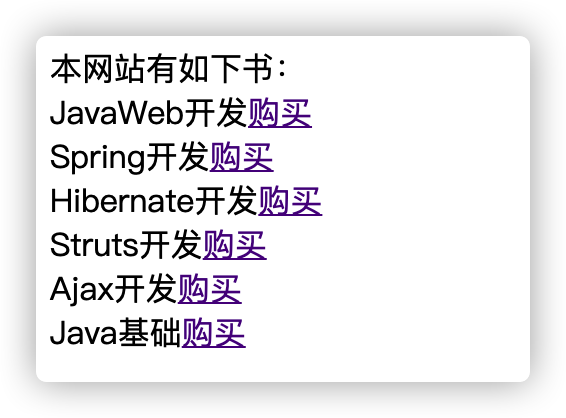 本网站有如下书：
JavaWeb开发购买
Spring开发购买
Hibernate开发购买
Struts开发购买
Ajax开发购买
Java基础购买